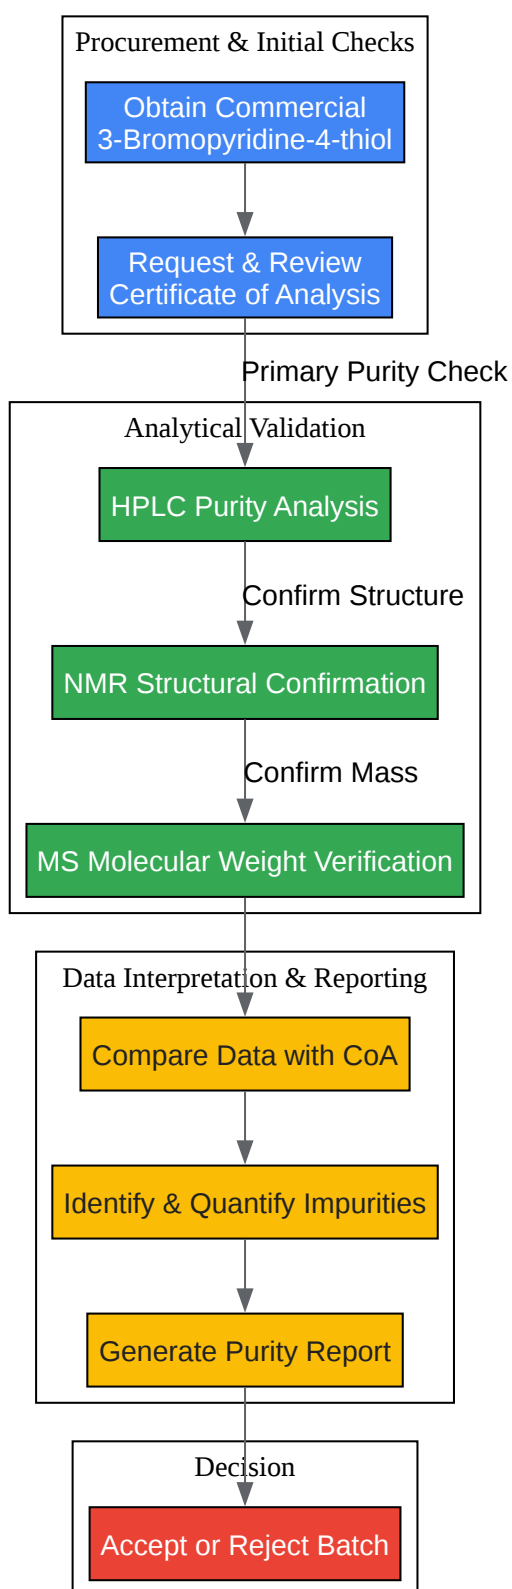 Procurement & Initial Checks
Obtain Commercial
3-Bromopyridine-4-thiol
Request & Review
Certificate of Analysis
Primary Purity Check
Analytical Validation
HPLC Purity Analysis
Confirm Structure
NMR Structural Confirmation
Confirm Mass
MS Molecular Weight Verification
Data Interpretation & Reporting
Compare Data with CoA
Identify & Quantify Impurities
Generate Purity Report
Decision
Accept or Reject Batch